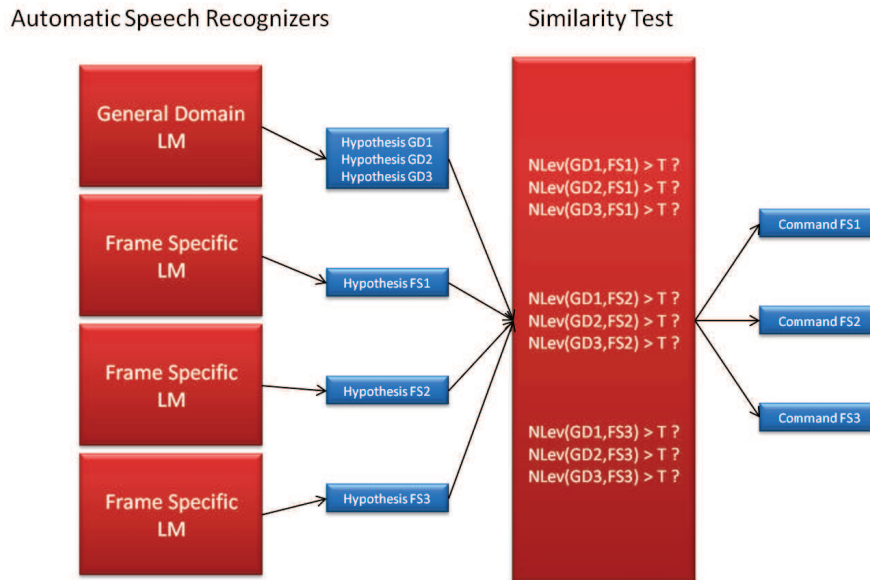 Automatic Speech Recognizers
Similarity Test
General Domain
LM
Hypothesis GD1
Hypothesis GD2
Hypothesis GD3
Frame Specific
LM
Hypothesis FS1
Frame Specific
LM
Hypothesis FS2
Frame Specific
LM
Hypothesis FS3
NLev(GD1,FS1) > T ?
NLev(GD2,FS1) > T ?
NLev(GD3,FS1) > T ?
NLev(GD1,FS2) > T ?
NLev(GD2,FS2) > T ?
NLev(GD3,FS2) > T ?
NLev(GD1,FS3) > T ?
NLev(GD2,FS3) > T ?
NLev(GD3,FS3) > T ?
Command FS1
Command FS2
Command FS3